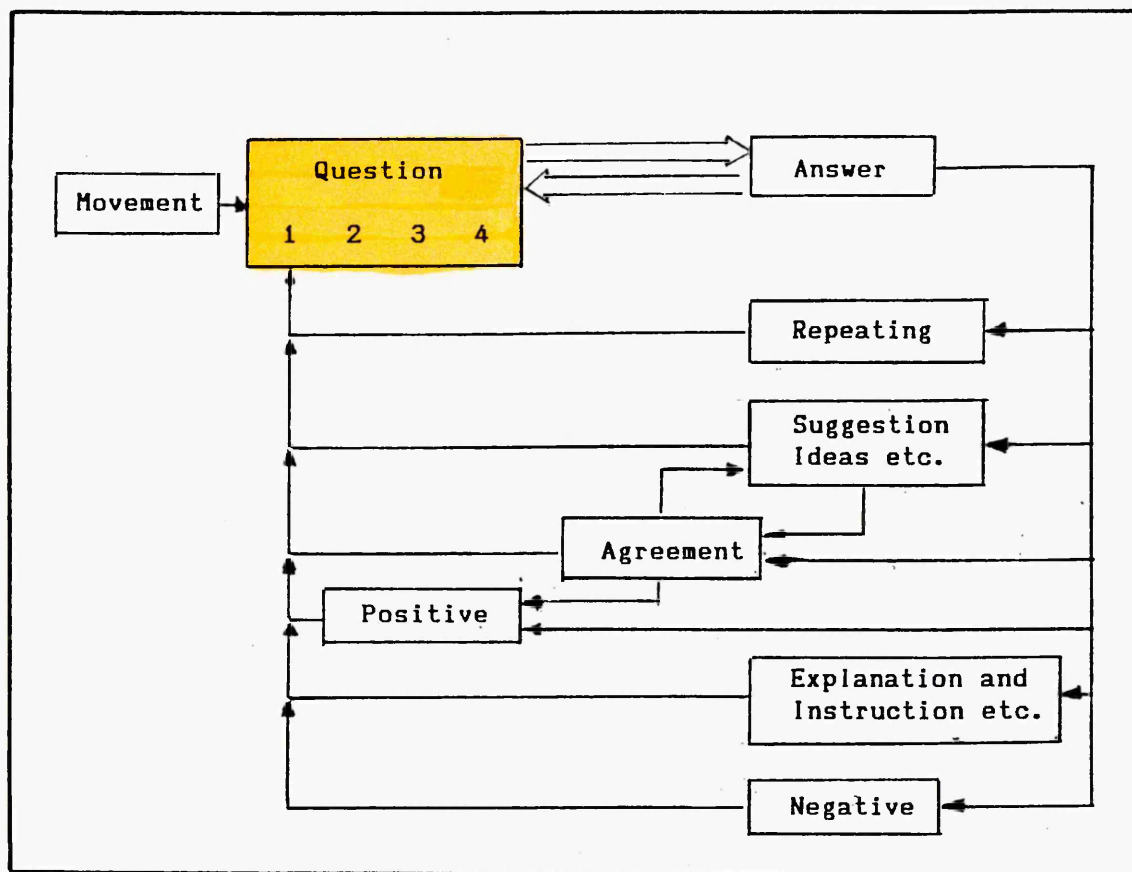 Question
1 2 3 4
Movement
Answer
Repeating
Suggestion
Ideas etc.
Agreement
Positive
Explanation and
Instruction etc.
Negative